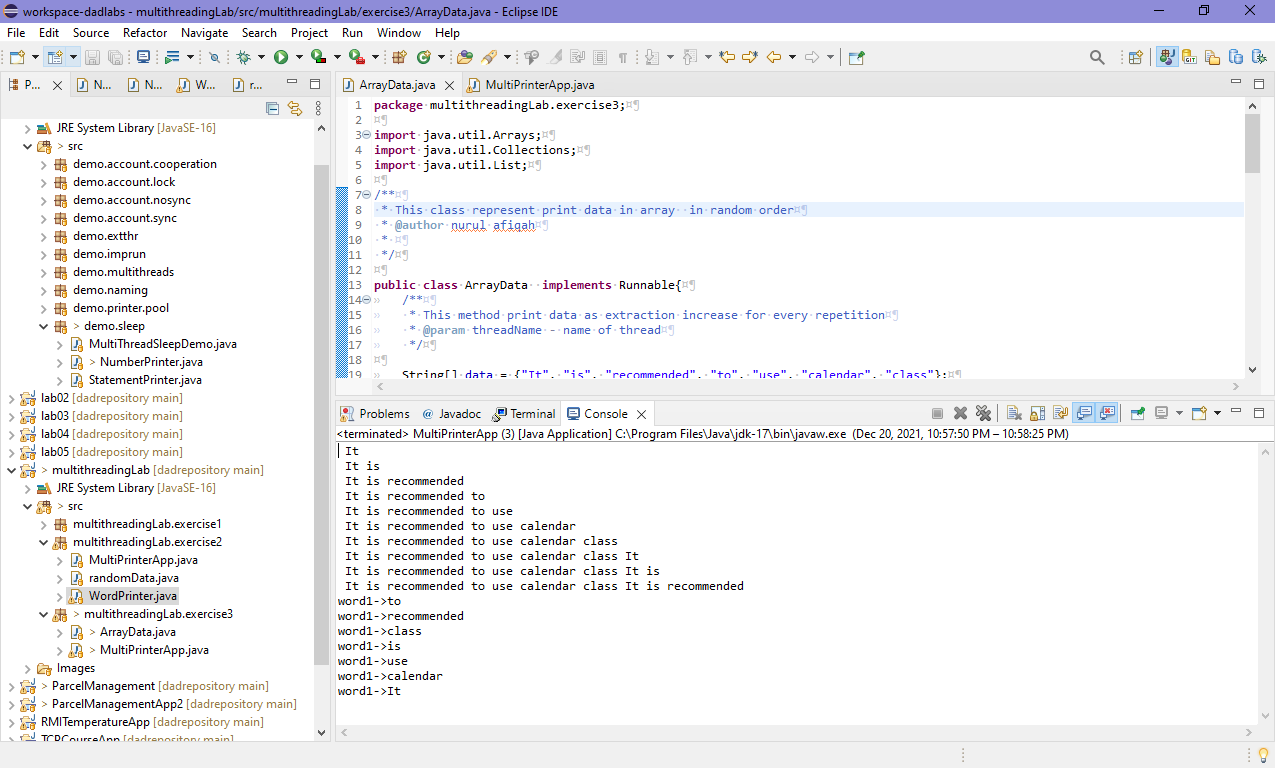 workspace-dadlabs - multithreadingLab/src/multithreadingLab/exercise3/ArrayData.java - Eclipse IDE
File Edit Source Refactor Navigate Search Project Run Window Help
P... N... N... W... r...
JRE System Library [JavaSE-16]
> src
demo.account.cooperation
demo.account.lock
demo.account.nosync
demo.account.sync
demo.extthr
demo.imprun
demo.multithreads
demo.naming
demo.printer.pool
> demo.sleep
MultiThreadSleepDemo.java
> NumberPrinter.java
StatementPrinter.java
lab02 [dadrepository main]
lab03 [dadrepository main]
lab04 [dadrepository main]
lab05 [dadrepository main]
> multithreadingLab [dadrepository main]
JRE System Library [JavaSE-16]
> src
multithreadingLab.exercise1
multithreadingLab.exercise2
MultiPrinterApp.java
randomData.java
WordPrinter.java
> multithreadingLab.exercise3
> ArrayData.java
> MultiPrinterApp.java
Images
> ParcelManagement [dadrepository main]
> ParcelManagementApp2 [dadrepository main]
RMITemperatureApp [dadrepository main]
TCPCourseApp [dadrepository main]
ArrayData.java MultiPrinterApp.java
1 package·multithreadingLab.exercise3;¤¶
2 ¤¶
3 import·java.util.Arrays;¤¶
4 import·java.util.Collections;¤¶
5 import·java.util.List;¤¶
6 ¤¶
7 /**¤¶
8 ·*·This·class·represent·print·data·in·array··in·random·order¤¶
9 ·*·@author·nurul·afiqah¤¶
10 ·*·¤¶
11 ·*/¤¶
12 ¤¶
13 public·class·ArrayData··implements·Runnable{¤¶
14 » /**¤¶
15 » ·*·This·method·print·data·as·extraction·increase·for·every·repetition¤¶
16 » ·*·@param·threadName·-·name·of·thread¤¶
17 » ·*/¤¶
18 ¤¶
19 » String[]·data·=·{"It",·"is",·"recommended",·"to",·"use",·"calendar",·"class"};¤¶
Problems @ Javadoc Terminal Console
<terminated> MultiPrinterApp (3) [Java Application] C:\Program Files\Java\jdk-17\bin\javaw.exe (Dec 20, 2021, 10:57:50 PM – 10:58:25 PM)
It
It is
It is recommended
It is recommended to
It is recommended to use
It is recommended to use calendar
It is recommended to use calendar class
It is recommended to use calendar class It
It is recommended to use calendar class It is
It is recommended to use calendar class It is recommended
word1->to
word1->recommended
word1->class
word1->is
word1->use
word1->calendar
word1->It